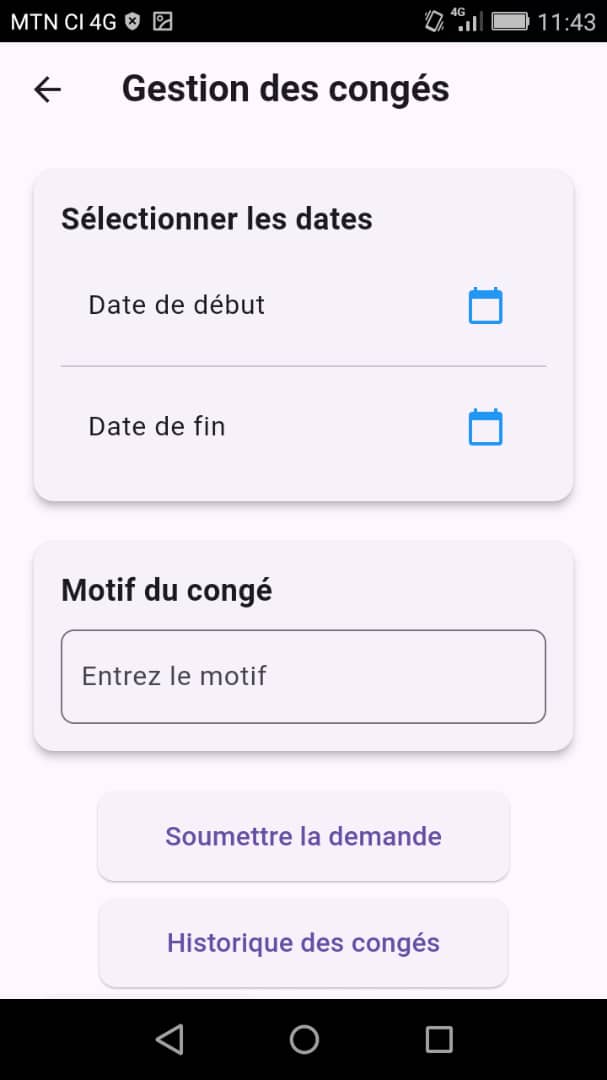 MTN CI 4G 4G 11:43
Gestion des congés
Sélectionner les dates
Date de début
Date de fin
Motif du congé
Entrez le motif
Soumettre la demande
Historique des congés